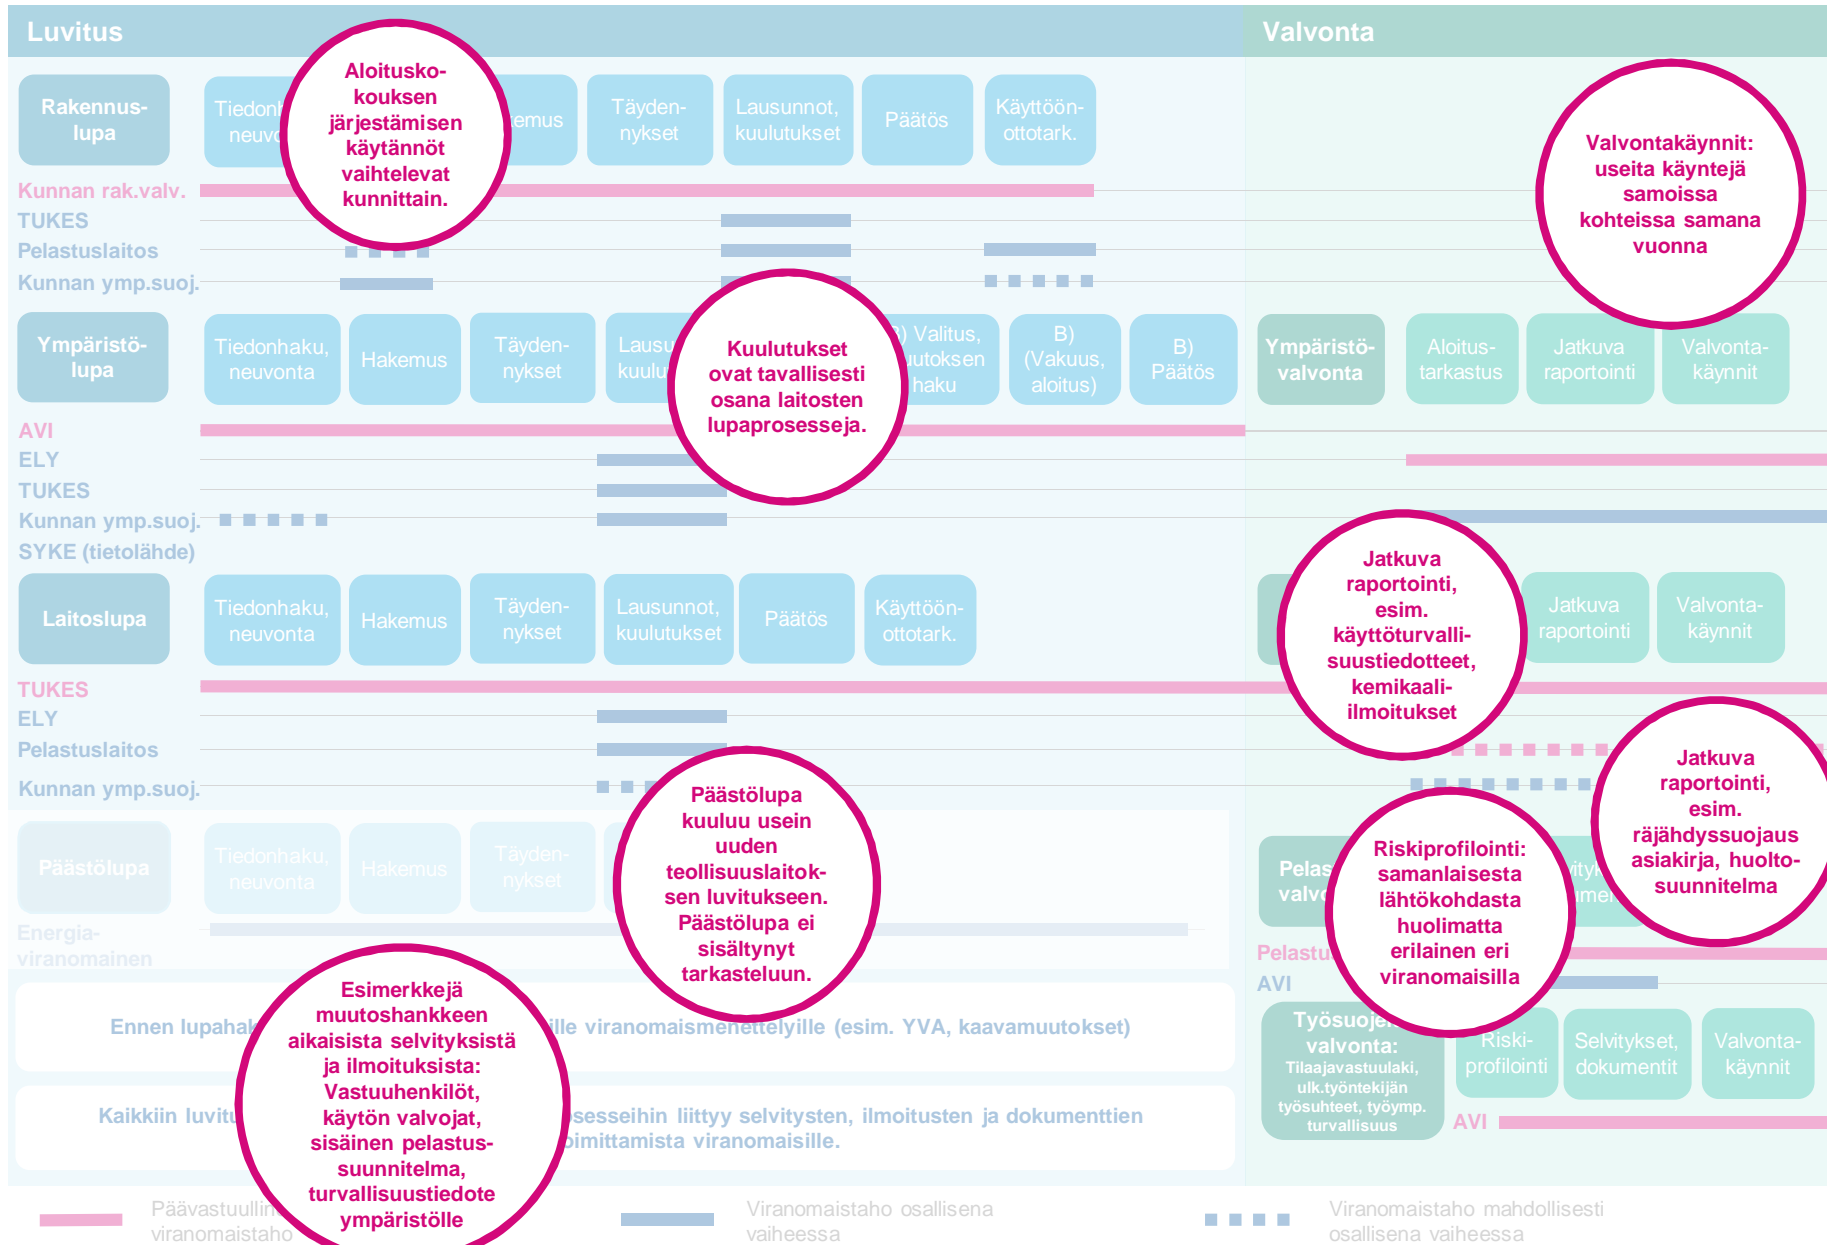 Luvitus
Valvonta
Rakennus-
lupa
neuvo
Aloitusko-
kouksen
järjestämisen
käytännöt
vaihtelevat
kunnittain.
Täyden-
nykset
Lausunnot,
kuulutukset
Päätös
Käyttöön-
ottotark.
Valvontakäynnit:
useita käyntejä
samoissa
kohteissa samana
vuonna
Kunnan rak.valv.
TUKES
Pelastuslaitos
Kunnan ymp.suoj.
Ympäristö-
lupa
Tiedonhaku,
neuvonta
Hakemus
Täyden-
nykset
Kuulutukset
ovat tavallisesti
osana laitosten
lupaprosesseja.
) Valitus,
utoksen
haku
B)
(Vakuus,
aloitus)
B)
Päätös
Ympäristö-
valvonta
Aloitus-
tarkastus
Jatkuva
raportointi
Valvonta-
käynnit
AVI
ELY
TUKES
Kunnan ymp.suoj.
SYKE (tietolähde)
Laitoslupa
Tiedonhaku,
neuvonta
Hakemus
Täyden-
nykset
Lausunnot,
kuulutukset
Päätös
Käyttöön-
ottotark.
Jatkuva
raportointi,
esim.
käyttöturvalli-
suustiedotteet,
kemikaali-
ilmoitukset
Jatkuva
raportointi
Valvonta-
käynnit
TUKES
ELY
Pelastuslaitos
Kunnan ymp.suoj.
Päästölupa
Tiedonhaku,
neuvonta
Hakemus
Täyden-
nykset
Päästölupa
kuuluu usein
uuden
teollisuuslaitok-
sen luvitukseen.
Päästölupa ei
sisältynyt
tarkasteluun.
Pelas
valvo
Riskiprofilointi:
samanlaisesta
lähtökohdasta
huolimatta
erilainen eri
viranomaisilla
Jatkuva
raportointi,
esim.
räjähdyssuojaus
asiakirja, huolto-
suunnitelma
Energia-
viranomainen
Pelastu
AVI
Ennen lupahak
ille viranomaismenettelyille (esim. YVA, kaavamuutokset)
Kaikkiin luvitu
osesseihin liittyy selvitysten, ilmoitusten ja dokumenttien
oimittamista viranomaisille.
Esimerkkejä
muutoshankkeen
aikaisista selvityksistä
ja ilmoituksista:
Vastuuhenkilöt,
käytön valvojat,
sisäinen pelastus-
suunnitelma,
turvallisuustiedote
ympäristölle
Työsuojel
valvonta:
Tilaajavastuulaki,
ulk.työntekijän
työsuhteet, työymp.
turvallisuus
Riski-
profilointi
Selvitykset,
dokumentit
Valvonta-
käynnit
AVI
Päävastuullin
viranomaistaho
Viranomaistaho osallisena
vaiheessa
Viranomaistaho mahdollisesti
osallisena vaiheessa